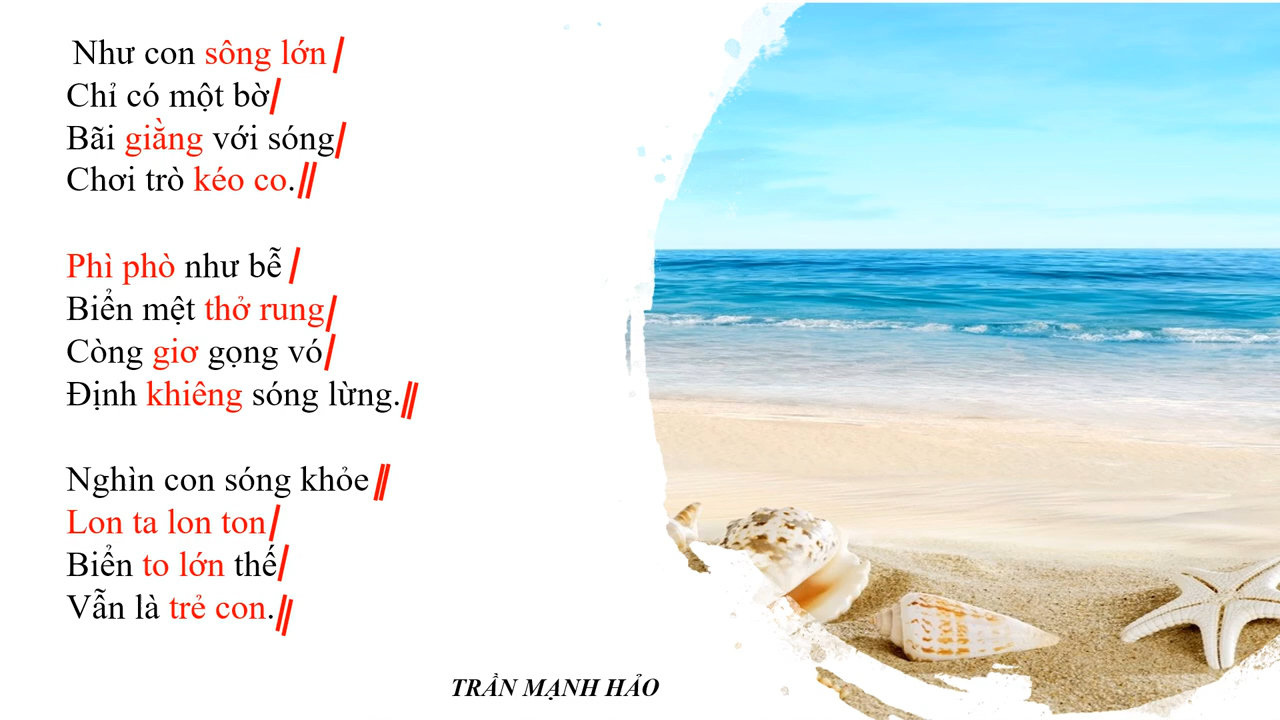 Như con sông lớn /
Chỉ có một bờ/
Bãi giằng với sóng/
Chơi trò kéo co.//
Phì phò như bễ /
Biển mệt thở rung/
Còng giơ gọng vó/
Định khiêng sóng lừng.//
Nghìn con sóng khỏe //
Lon ta lon ton/
Biển to lớn thế/
Vẫn là trẻ con.//
TRẦN MẠNH HẢO